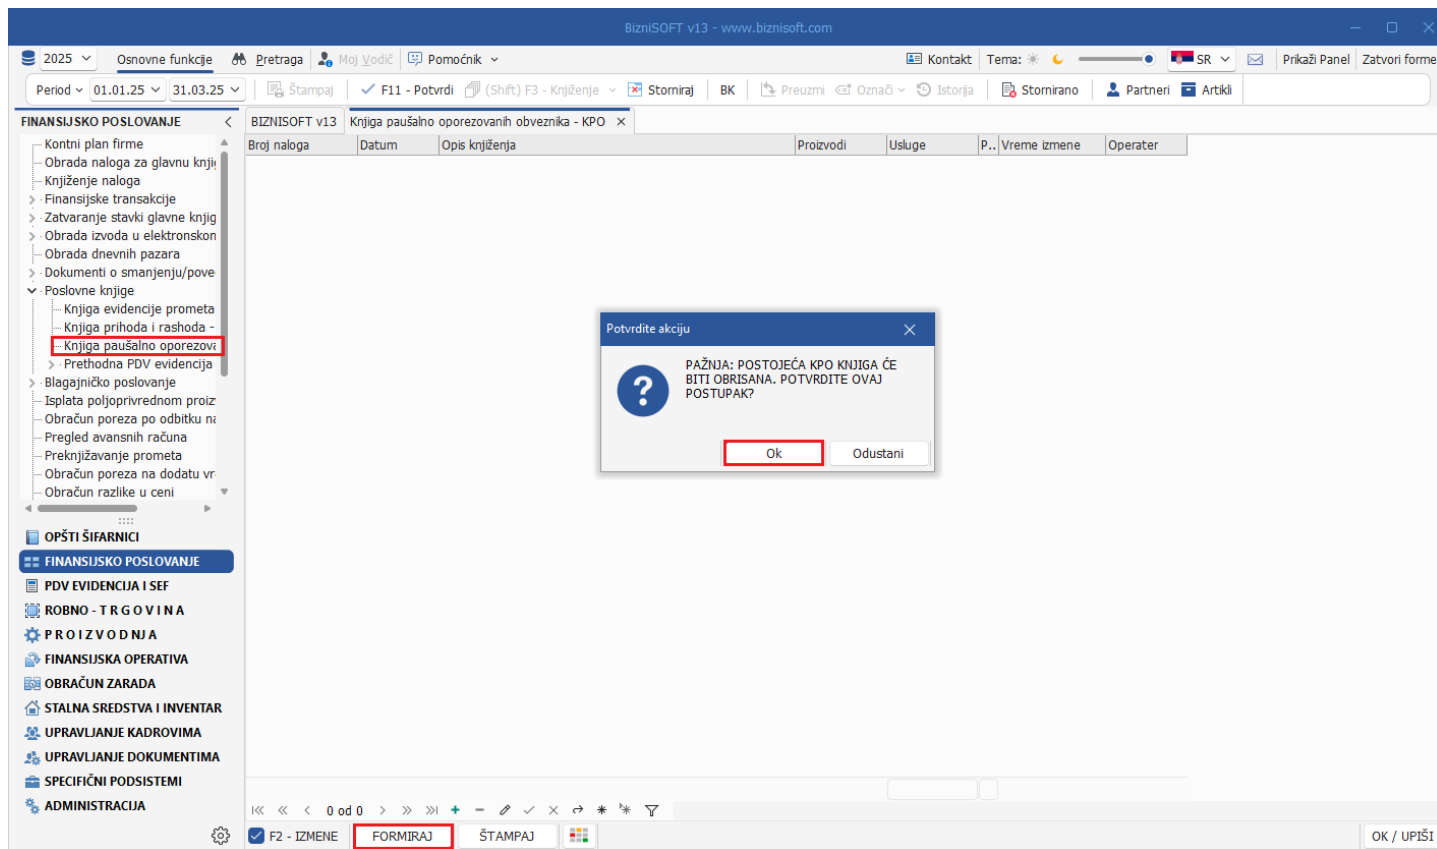 BizniSOFT v13 - www.biznisoft.com
2025 Osnovne funkcije Pretraga Moj Vodič Pomoćnik Kontakt Tema: SR Prikaži Panel Zatvori forme
Period 01.01.25 31.03.25 Štampaj F11 - Potvrdi (Shift) F3 - Knjiženje Storniraj BK Preuzmi Označi Istorija Stornirano Partneri Artikli
FINANSIJSKO POSLOVANJE BIZNISOFT v13 Knjiga paušalno oporezovanih obveznika - KPO
Broj naloga Datum Opis knjiženja Proizvodi Usluge P.. Vreme izmene Operater
Kontni plan firme
Obrada naloga za glavnu knji
Knjiženje naloga
Finansijske transakcije
Zatvaranje stavki glavne knjig
Obrada izvoda u elektronskon
Obrada dnevnih pazara
Dokumenti o smanjenju/pove
Poslovne knjige
Knjiga evidencije prometa
Knjiga prihoda i rashoda -
Knjiga paušalno oporezova
Prethodna PDV evidencija
Blagajničko poslovanje
Isplata poljoprivrednom proiz
Obračun poreza po odbitku na
Pregled avansnih računa
Preknjižavanje prometa
Obračun poreza na dodatu vr
Obračun razlike u ceni
Potvrdite akciju
PAŽNJA: POSTOJEĆA KPO KNJIGA ĆE
BITI OBRISANA. POTVRDITE OVAJ
POSTUPAK?
Ok Odustani
OPŠTI ŠIFARNICI
FINANSIJSKO POSLOVANJE
PDV EVIDENCIJA I SEF
ROBNO - T R G O V I N A
P R O I Z V O D NJ A
FINANSIJSKA OPERATIVA
OBRAČUN ZARADA
STALNA SREDSTVA I INVENTAR
UPRAVLJANJE KADROVIMA
UPRAVLJANJE DOKUMENTIMA
SPECIFIČNI PODSISTEMI
ADMINISTRACIJA
0 od 0
F2 - IZMENE FORMIRAJ ŠTAMPAJ OK / UPIŠI